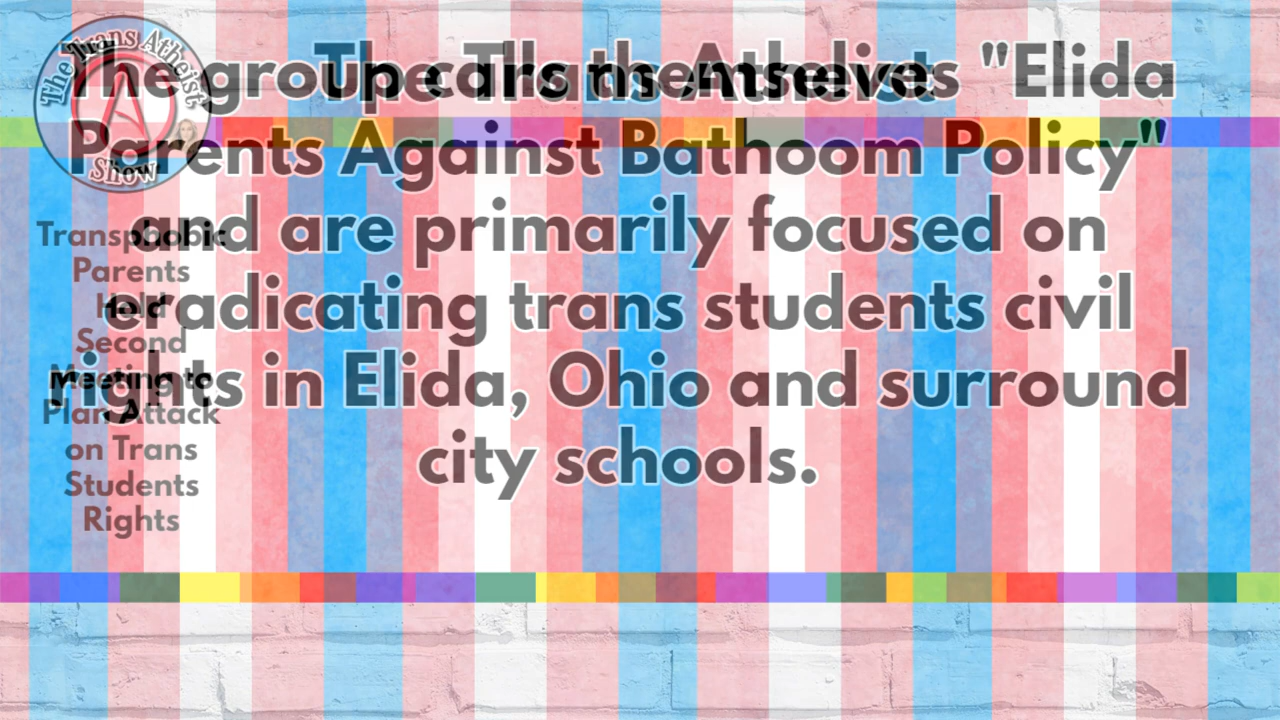 The Trans Atheist
Show
The Trans Atheist
The group calls themselves "Elida
Parents Against Bathoom Policy"
and are primarily focused on
eradicating trans students civil
rights in Elida, Ohio and surround
city schools.
Transphobic
Parents
Hold
Second
Meeting to
Plan Attack
on Trans
Students
Rights